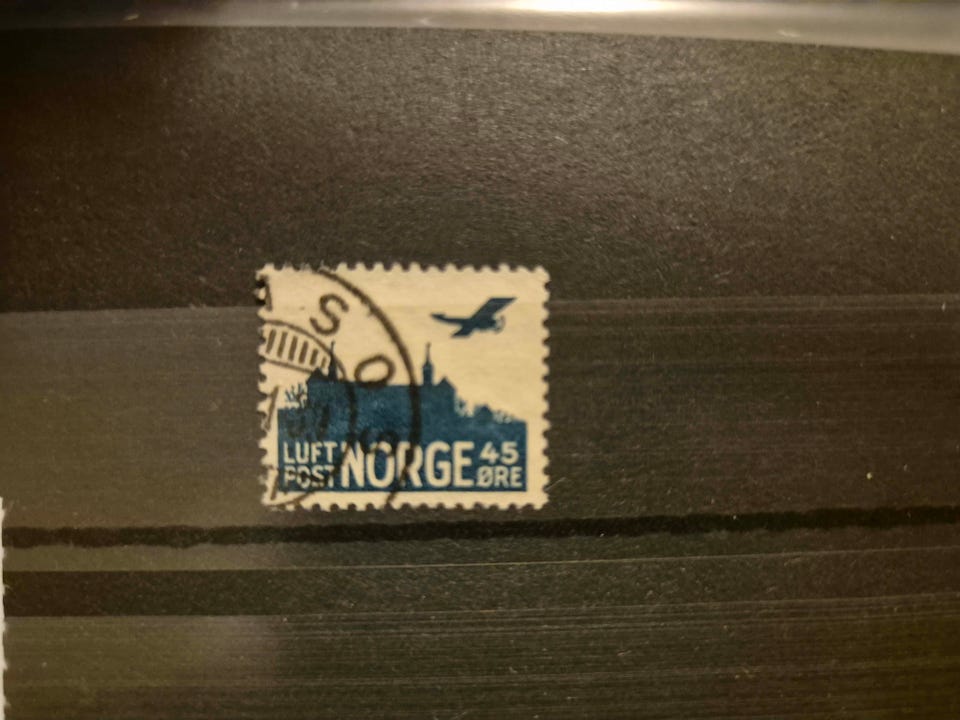 S O
LUFT
POST
NORGE
45
ØRE